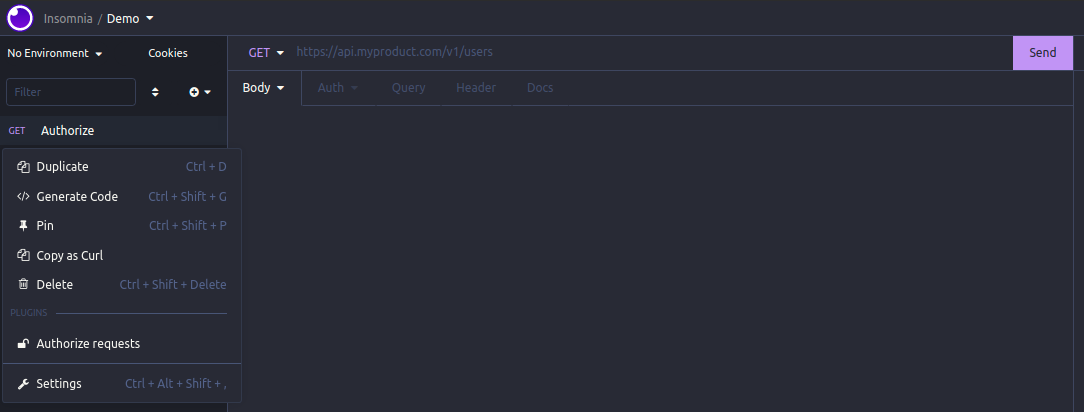 Insomnia / Demo
No Environment
Cookies
GET https://api.myproduct.com/v1/users Send
Filter
Body Auth Query Header Docs
GET Authorize
Duplicate Ctrl + D
Generate Code Ctrl + Shift + G
Pin Ctrl + Shift + P
Copy as Curl
Delete Ctrl + Shift + Delete
PLUGINS
Authorize requests
Settings Ctrl + Alt + Shift + ,